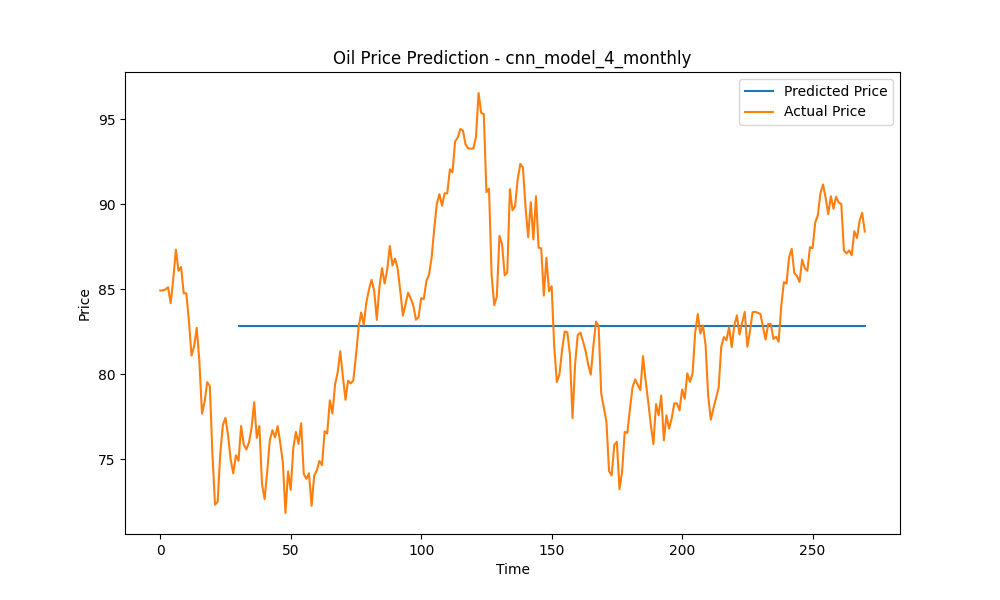 Oil Price Prediction - cnn_model_4_monthly
Predicted Price
Actual Price
95
90
85
80
75
Price
0 50 100 150 200 250
Time